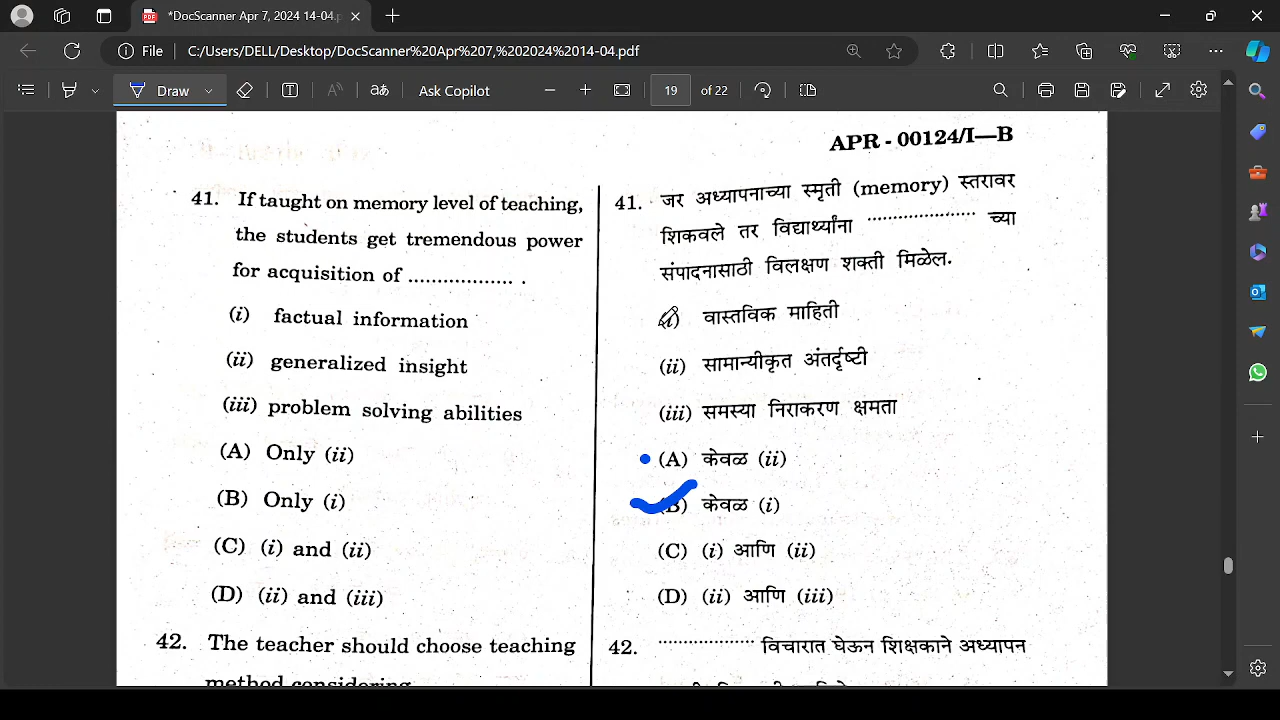 *DocScanner Apr 7, 2024 14-04.p
File C:/Users/DELL/Desktop/DocScanner%20Apr%207,%202024%2014-04.pdf
Draw Ask Copilot 19 of 22
APR - 00124/I—B
41. If taught on memory level of teaching,
the students get tremendous power
for acquisition of ................... .
(i) factual information
(ii) generalized insight
(iii) problem solving abilities
(A) Only (ii)
(B) Only (i)
(C) (i) and (ii)
(D) (ii) and (iii)
42. The teacher should choose teaching
method considering
41. जर अध्यापनाच्या स्मृती (memory) स्तरावर
शिकवले तर विद्यार्थ्यांना ..................... च्या
संपादनासाठी विलक्षण शक्ती मिळेल.
(i) वास्तविक माहिती
(ii) सामान्यीकृत अंतर्दृष्टी
(iii) समस्या निराकरण क्षमता
(A) केवळ (ii)
(B) केवळ (i)
(C) (i) आणि (ii)
(D) (ii) आणि (iii)
42. ................... विचारात घेऊन शिक्षकाने अध्यापन